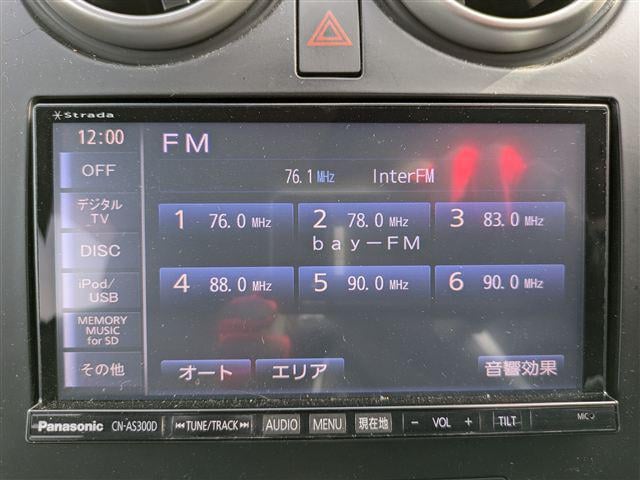 Strada
12:00
FM
OFF
76.1 MHz InterFM
デジタル
TV
1 76.0 MHz 2 78.0 MHz 3 83.0 MHz
bay-FM
DISC
iPod/
USB
4 88.0 MHz 5 90.0 MHz 6 90.0 MHz
MEMORY
MUSIC
for SD
その他
オート エリア 音響効果
Panasonic CN-AS300D TUNE/TRACK AUDIO MENU 現在地 - VOL + TILT MIC